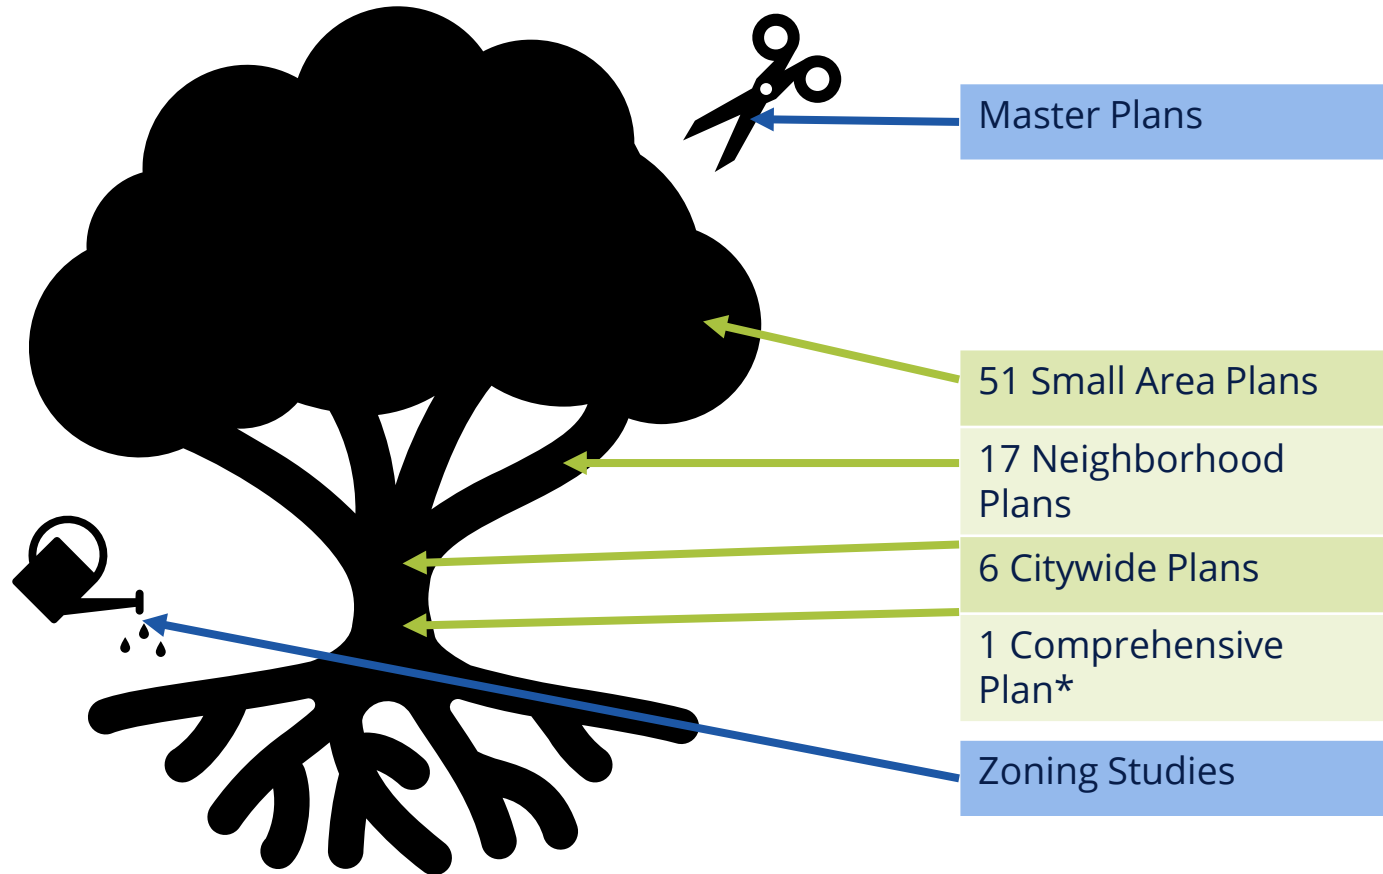 Master Plans
51 Small Area Plans
17 Neighborhood
Plans
6 Citywide Plans
1 Comprehensive
Plan*
Zoning Studies